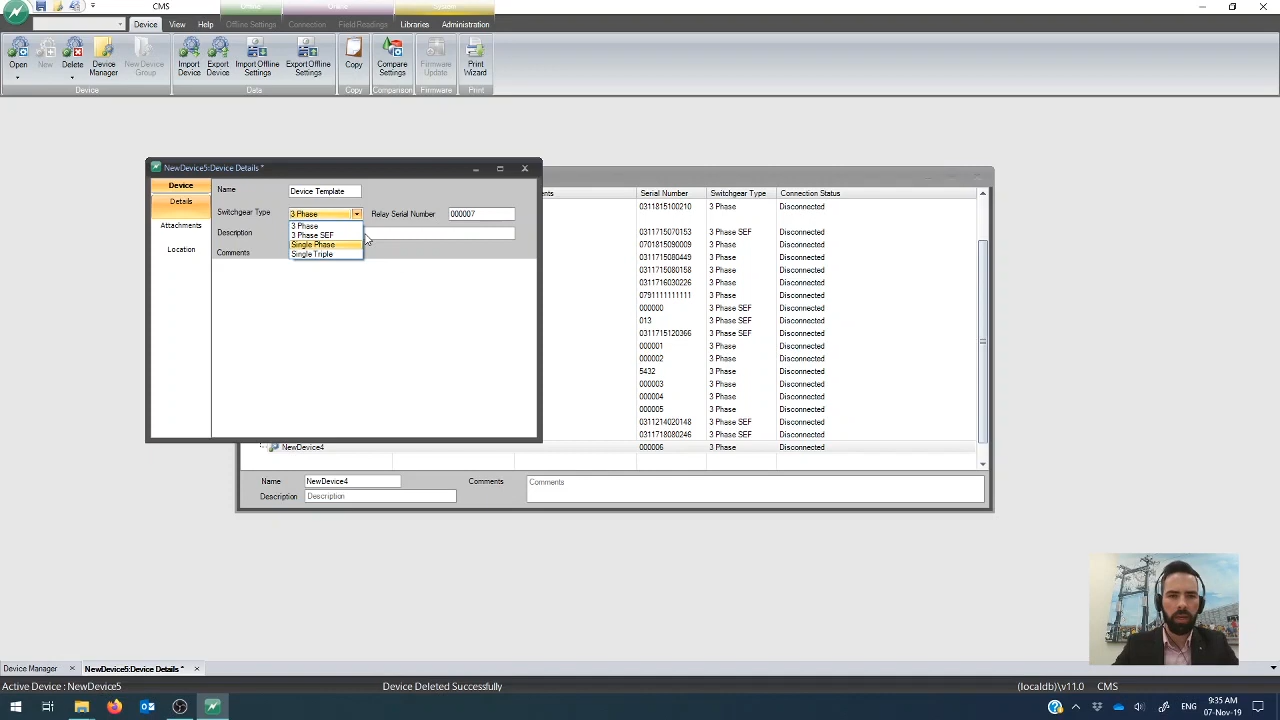 CMS
Offline
Online
System
Device
View
Help
Offline Settings
Connection
Field Readings
Libraries
Administration
Open
New
Delete
Device Manager
New Device Group
Import Device
Export Device
Import Offline Settings
Export Offline Settings
Copy
Compare Settings
Firmware Update
Print Wizard
Device
Data
Copy
Comparison
Firmware
Print
NewDevice5:Device Details *
Device
Details
Attachments
Location
Name
Device Template
Switchgear Type
3 Phase
Relay Serial Number
000007
3 Phase
3 Phase SEF
Single Phase
Single Triple
Description
Comments
Serial Number Switchgear Type Connection Status
0311815100210 3 Phase Disconnected
0311715070153 3 Phase SEF Disconnected
0701815090009 3 Phase Disconnected
0311715080449 3 Phase Disconnected
0311715080158 3 Phase Disconnected
0311716030226 3 Phase Disconnected
0791111111111 3 Phase Disconnected
000000 3 Phase SEF Disconnected
013 3 Phase SEF Disconnected
0311715120366 3 Phase SEF Disconnected
000001 3 Phase Disconnected
000002 3 Phase Disconnected
5432 3 Phase Disconnected
000003 3 Phase Disconnected
000004 3 Phase Disconnected
000005 3 Phase Disconnected
0311214020148 3 Phase SEF Disconnected
0311718080246 3 Phase SEF Disconnected
NewDevice4 000006 3 Phase Disconnected
Name NewDevice4 Comments Comments
Description Description
Device Manager
NewDevice5:Device Details *
Active Device : NewDevice5
Device Deleted Successfully
(localdb)\v11.0 CMS
ENG
9:35 AM
07-Nov-19